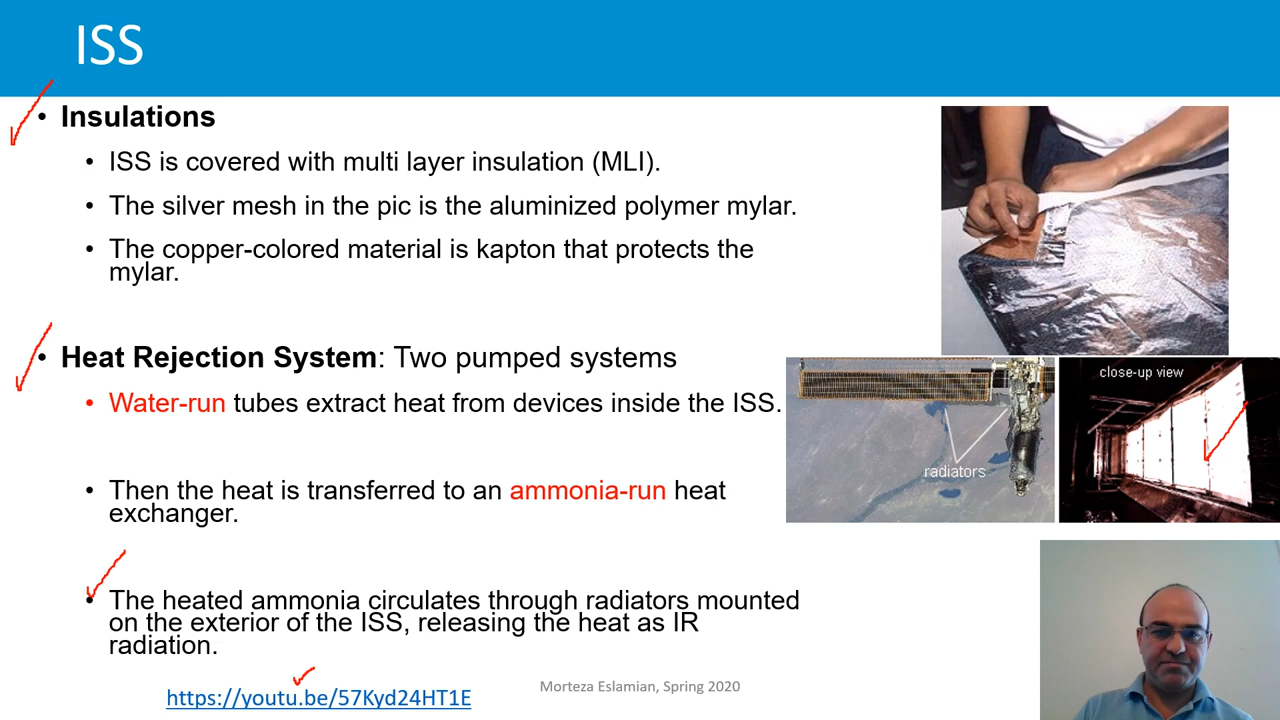 ISS
• Insulations
• ISS is covered with multi layer insulation (MLI).
• The silver mesh in the pic is the aluminized polymer mylar.
• The copper-colored material is kapton that protects the
mylar.
• Heat Rejection System: Two pumped systems
• Water-run tubes extract heat from devices inside the ISS.
• Then the heat is transferred to an ammonia-run heat
exchanger.
• The heated ammonia circulates through radiators mounted
on the exterior of the ISS, releasing the heat as IR
radiation.
https://youtu.be/57Kyd24HT1E
radiators
close-up view
Morteza Eslamian, Spring 2020